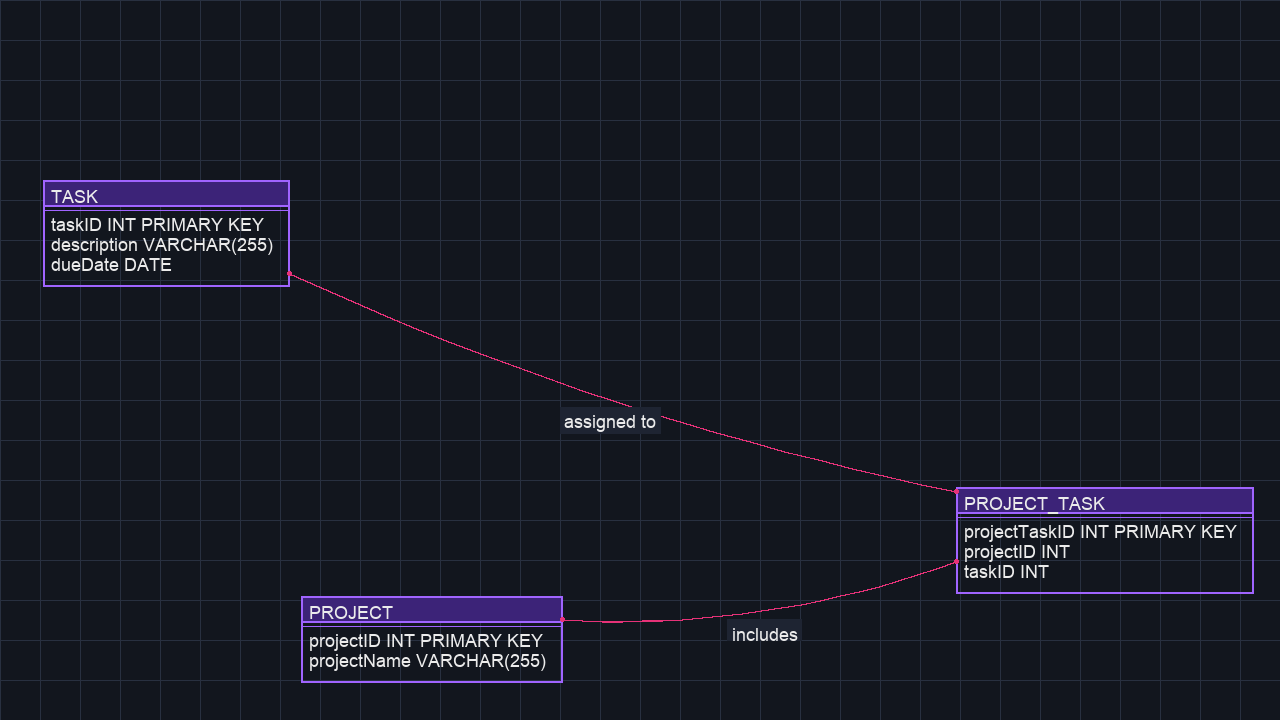 TASK
taskID INT PRIMARY KEY
description VARCHAR(255)
dueDate DATE
assigned to
PROJECT_TASK
projectTaskID INT PRIMARY KEY
projectID INT
taskID INT
PROJECT
projectID INT PRIMARY KEY
projectName VARCHAR(255)
includes